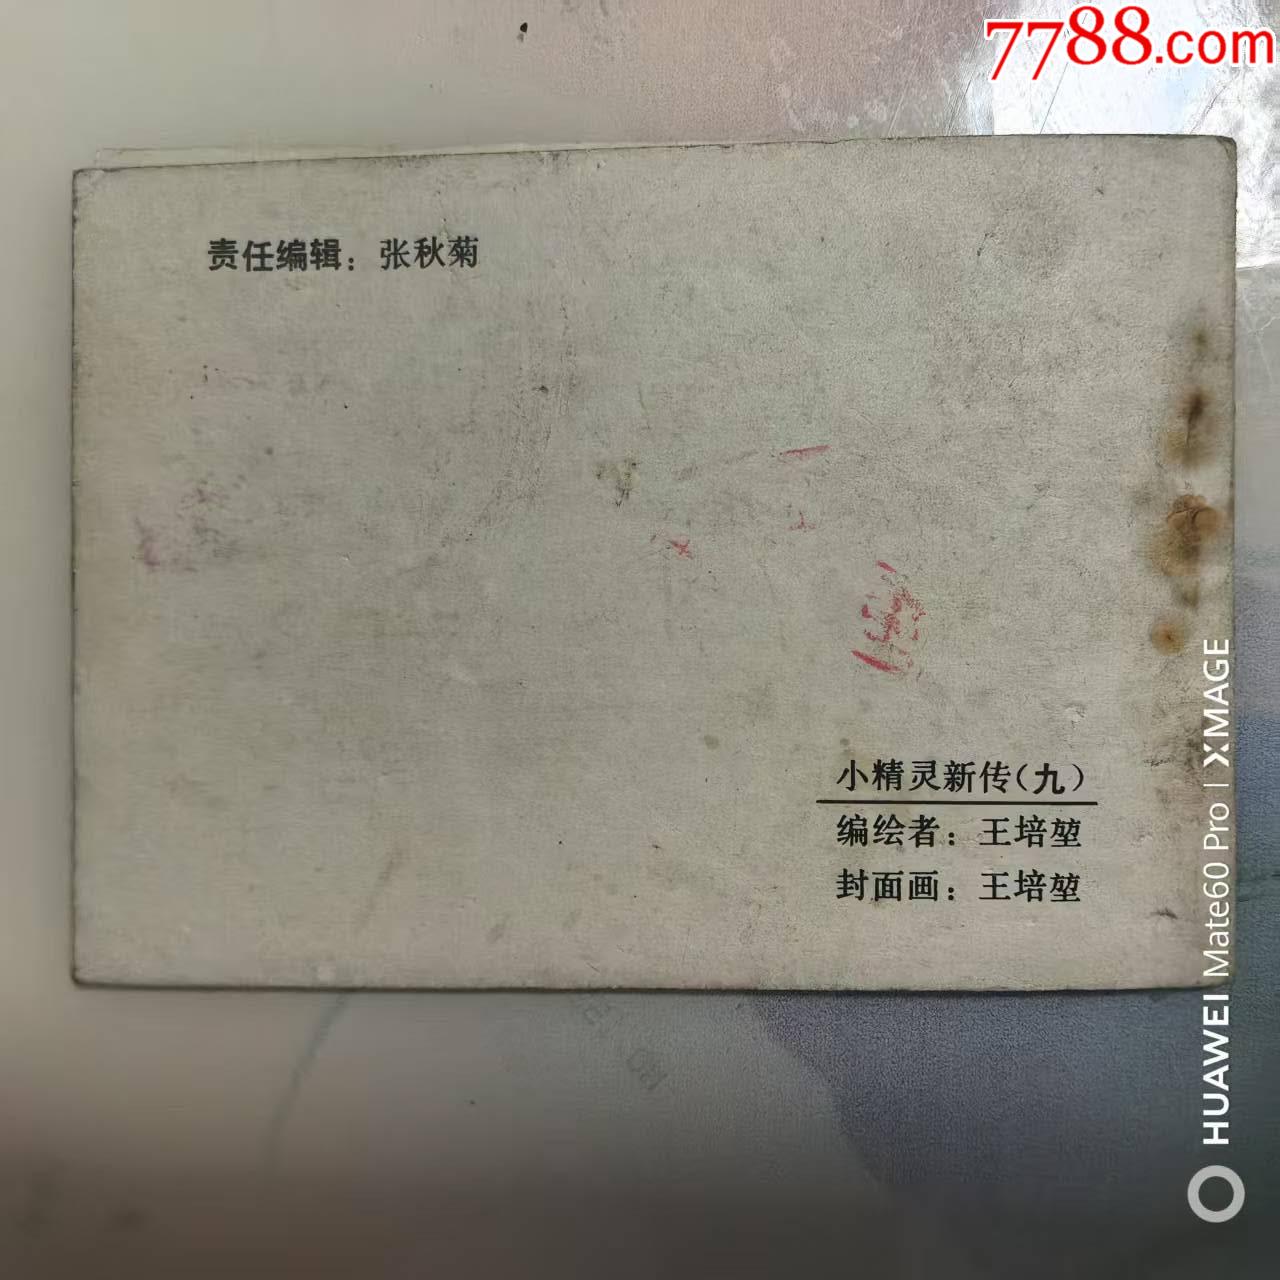 7788.com
责任编辑：张秋菊
小精灵新传（九）
编绘者：王培堃
封面画：王培堃
HUAWEI Mate60 Pro | XMAGE